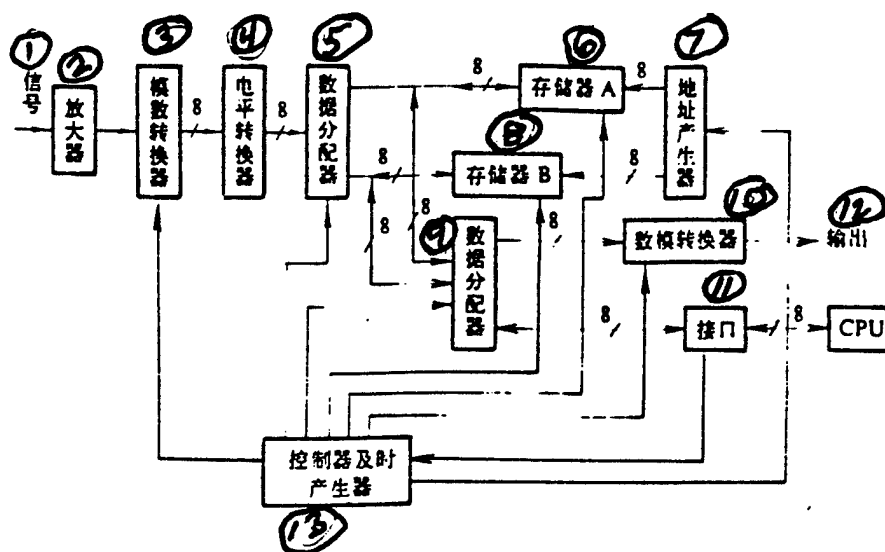 ①
信号
②
放大器
③
模数转换器
8
④
电平转换器
8
⑤
数据分配器
8
⑥
存储器 A
8
⑦
地址产生器
8
⑧
存储器 B
8
8
8
⑨
数据分配器
8
⑩
数模转换器
⑫
输出
8
⑪
接口
8
CPU
控制器及时
产生器
⑬